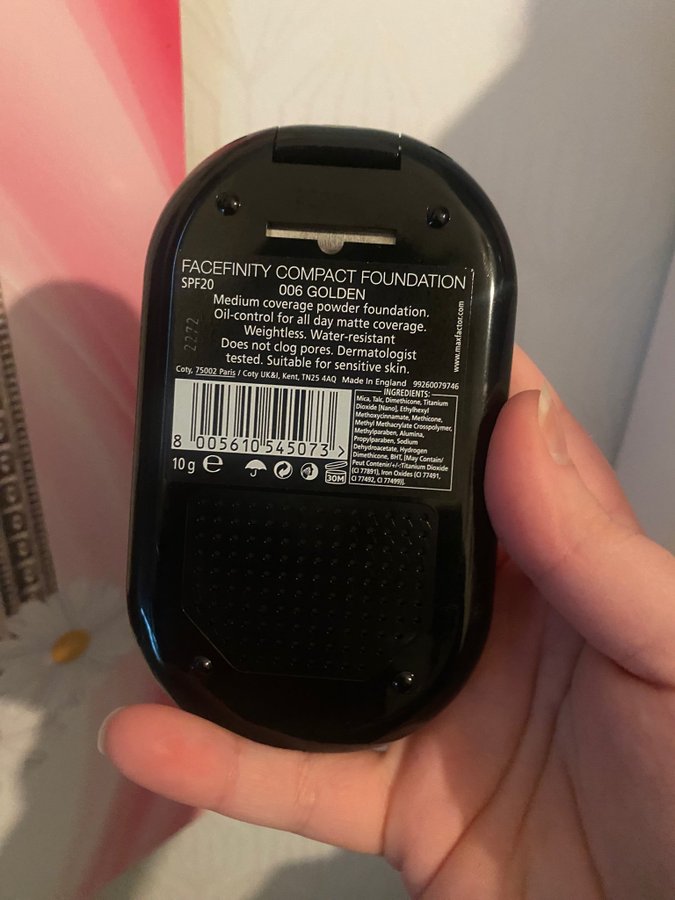 FACEFINITY COMPACT FOUNDATION
SPF20
006 GOLDEN
Medium coverage powder foundation.
Oil-control for all day matte coverage.
Weightless. Water-resistant
Does not clog pores. Dermatologist
tested. Suitable for sensitive skin.
www.maxfactor.com
2272
Coty, 75002 Paris / Coty UK&I, Kent, TN25 4AQ Made In England 99260079746
INGREDIENTS:
Mica, Talc, Dimethicone, Titanium
Dioxide [Nano], Ethylhexyl
Methoxycinnamate, Methicone,
Methyl Methacrylate Crosspolymer,
Methylparaben, Alumina,
Propylparaben, Sodium
Dehydroacetate, Hydrogen
Dimethicone, BHT, [May Contain/
Peut Contenir/+/-:Titanium Dioxide
(CI 77891), Iron Oxides (CI 77491,
CI 77492, CI 77499)].
8 005610 545073 >
10 g e
30M